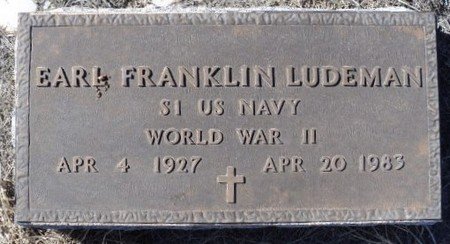 EARL FRANKLIN LUDEMAN
S1 US NAVY
WORLD WAR II
APR 4 1927 APR 20 1983